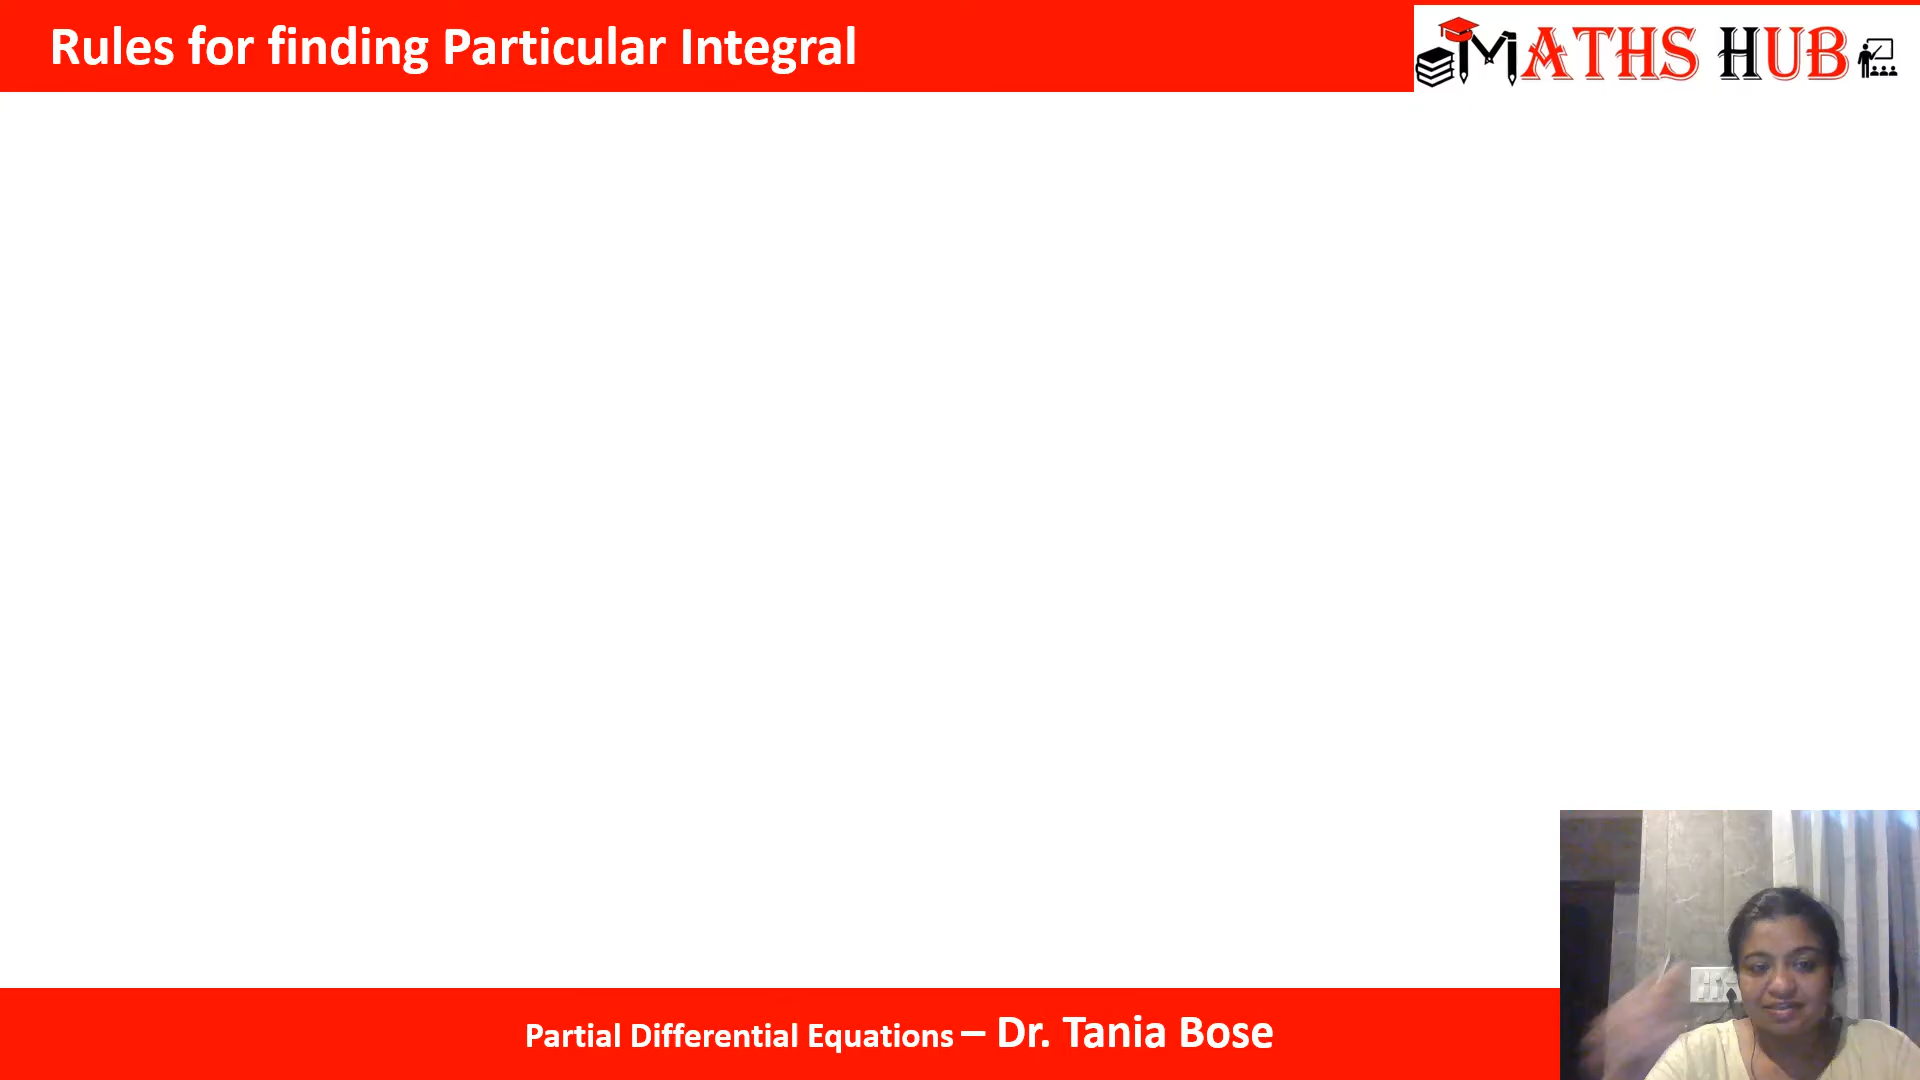 Rules for finding Particular Integral
MATHS HUB
Partial Differential Equations – Dr. Tania Bose